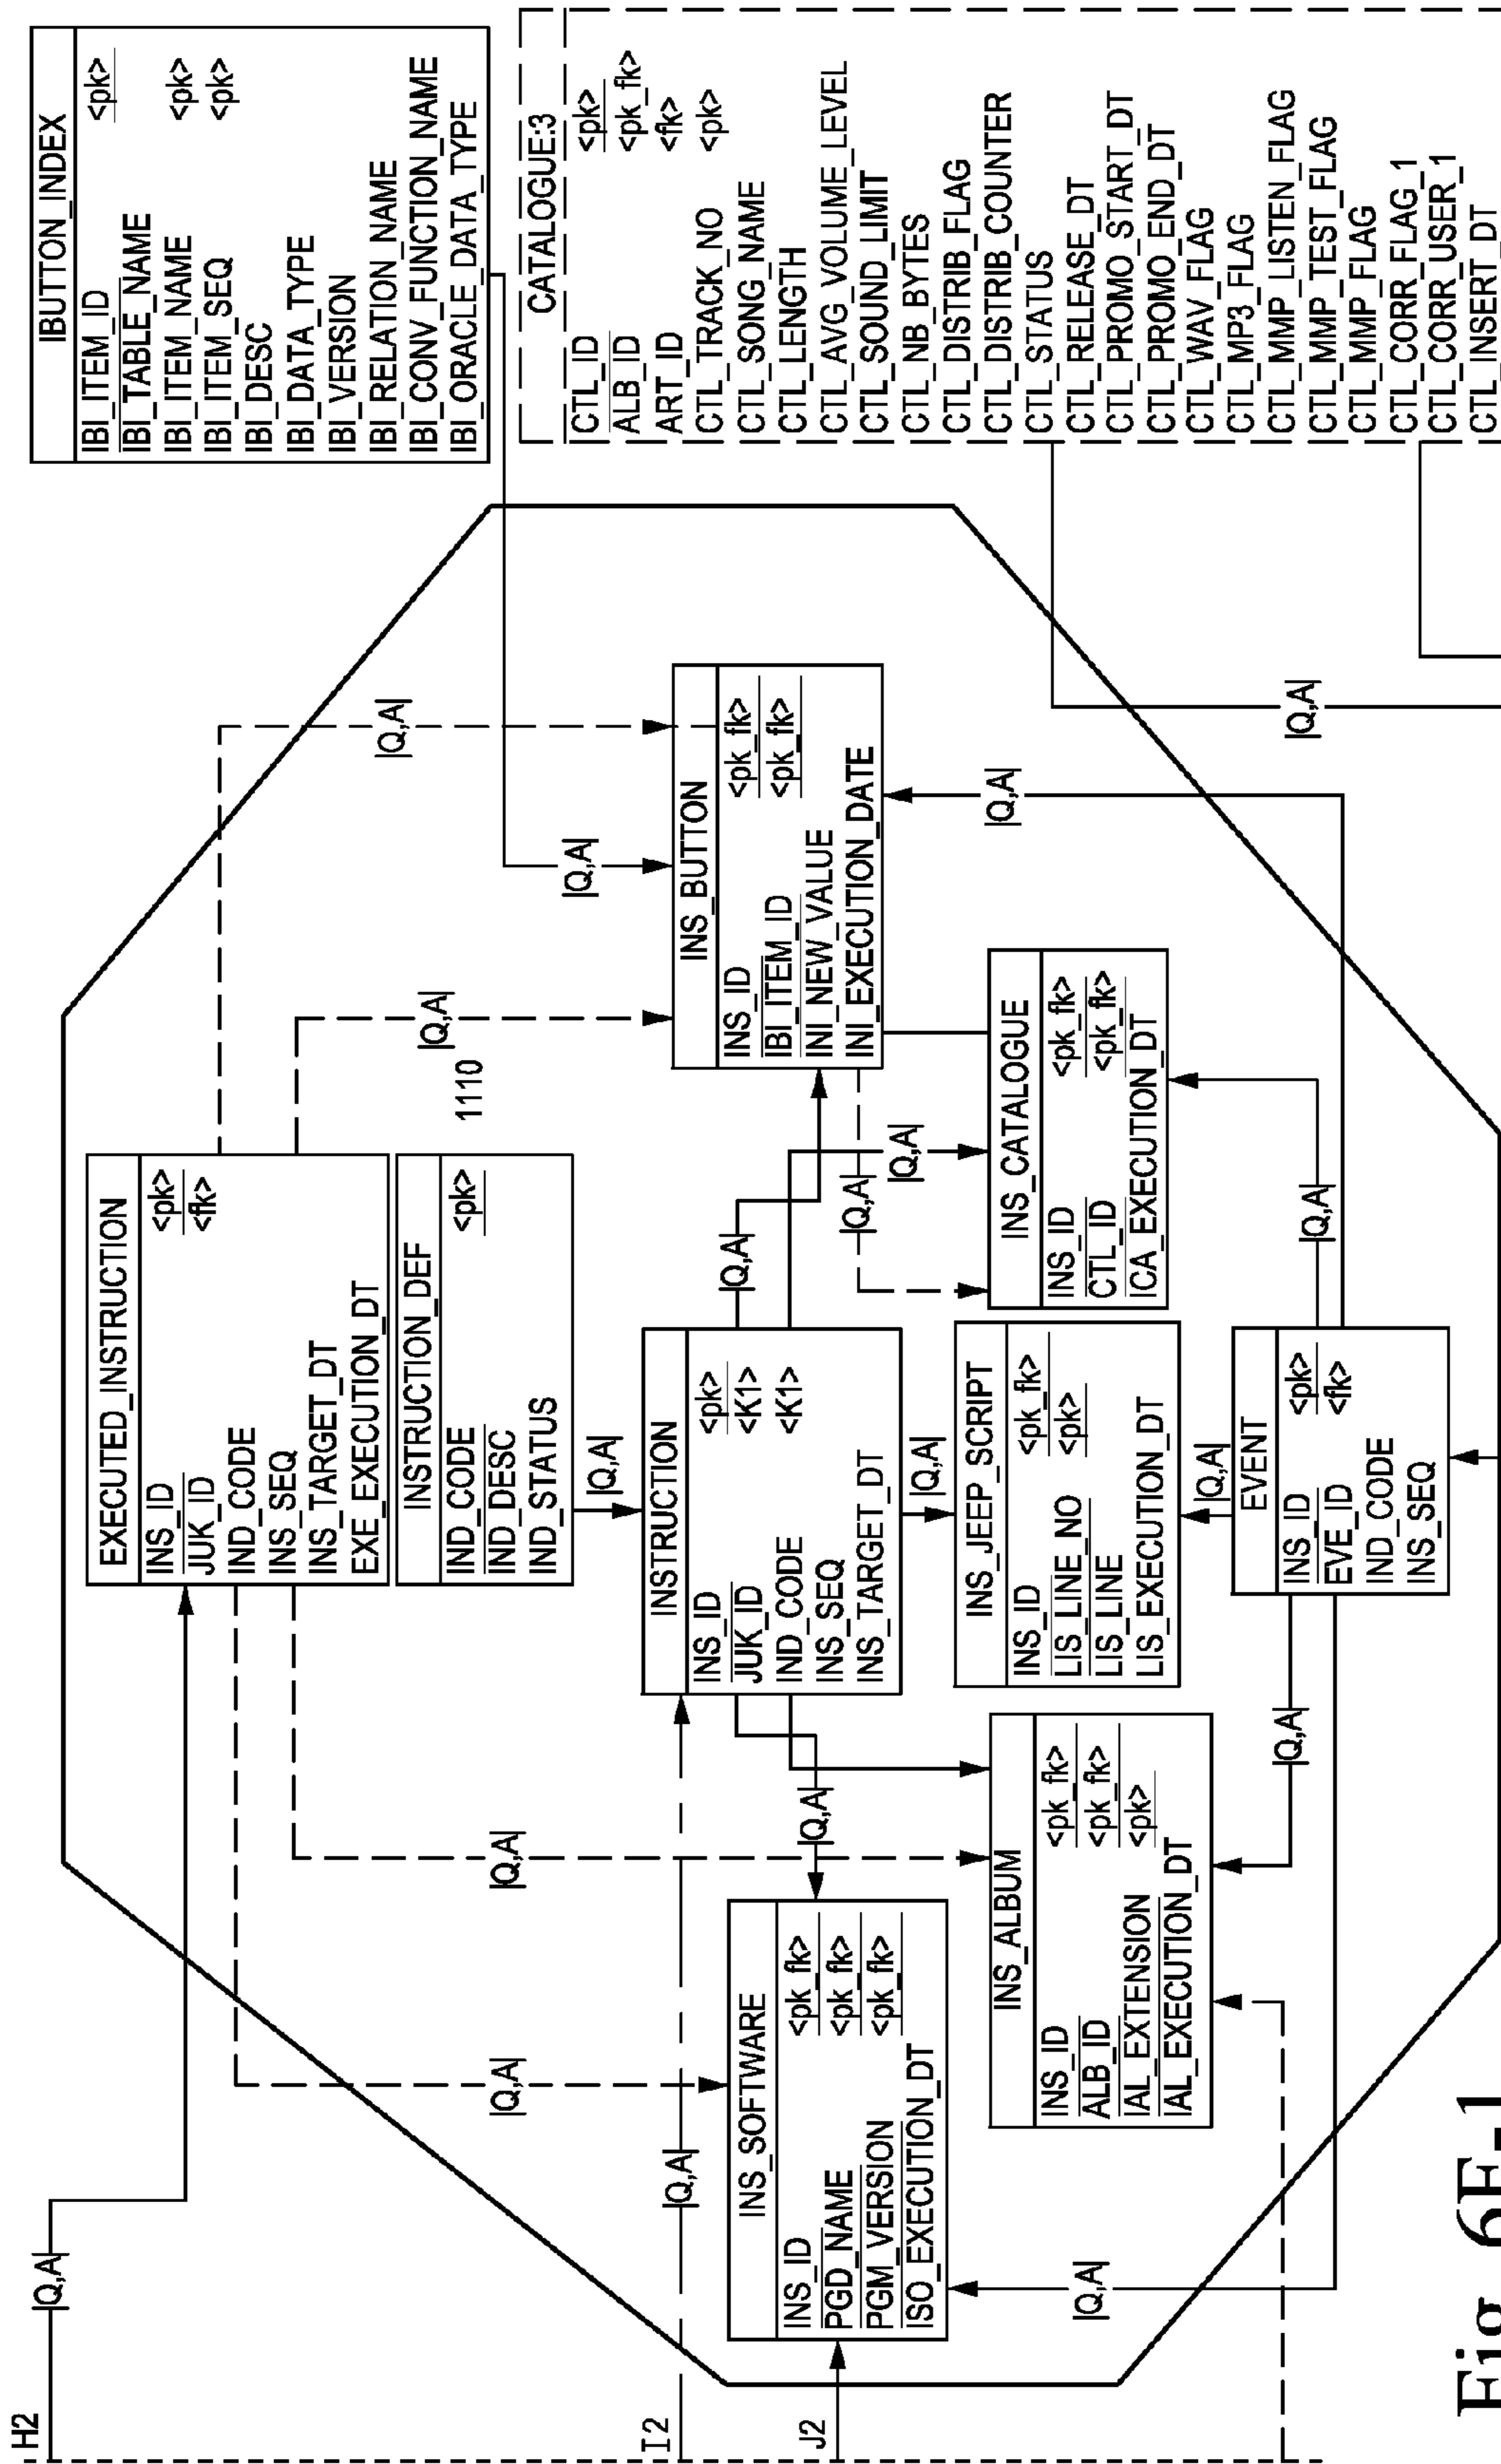 H2
|Q,A|
IBUTTON_INDEX
IBI_ITEM_ID <pk>
IBI_TABLE_NAME
IBI_ITEM_NAME <pk>
IBI_ITEM_SEQ <pk>
IBI_DESC
IBI_DATA_TYPE
IBI_VERSION
IBI_RELATION_NAME
IBI_CONV_FUNCTION_NAME
IBI_ORACLE_DATA_TYPE
EXECUTED_INSTRUCTION
INS_ID <pk>
JUK_ID <fk>
IND_CODE
INS_SEQ
INS_TARGET_DT
EXE_EXECUTION_DT
|Q,A|
|Q,A|
|Q,A|
1110
INSTRUCTION_DEF
IND_CODE <pk>
IND_DESC
IND_STATUS
|Q,A|
|Q,A|
|Q,A|
I2
|Q,A|
INSTRUCTION
INS_ID <pk>
JUK_ID <K1>
IND_CODE
INS_SEQ <K1>
INS_TARGET_DT
|Q,A|
|Q,A|
|Q,A|
|Q,A|
|Q,A|
INS_BUTTON
INS_ID <pk_fk>
IBI_ITEM_ID <pk_fk>
INI_NEW_VALUE
INI_EXECUTION_DATE
CATALOGUE:3
CTL_ID <pk>
ALB_ID <pk_fk>
ART_ID <fk>
CTL_TRACK_NO <pk>
CTL_SONG_NAME
CTL_LENGTH
CTL_AVG_VOLUME_LEVEL
CTL_SOUND_LIMIT
CTL_NB_BYTES
CTL_DISTRIB_FLAG
CTL_DISTRIB_COUNTER
CTL_STATUS
CTL_RELEASE_DT
CTL_PROMO_START_DT
CTL_PROMO_END_DT
CTL_WAV_FLAG
CTL_MP3_FLAG
CTL_MMP_LISTEN_FLAG
CTL_MMP_TEST_FLAG
CTL_MMP_FLAG
CTL_CORR_FLAG_1
CTL_CORR_USER_1
CTL_INSERT_DT
J2
INS_SOFTWARE
INS_ID <pk_fk>
PGD_NAME <pk_fk>
PGM_VERSION <pk_fk>
ISO_EXECUTION_DT
INS_ALBUM
INS_ID <pk_fk>
ALB_ID <pk_fk>
IAL_EXTENSION <pk>
IAL_EXECUTION_DT
INS_JEEP_SCRIPT
INS_ID <pk_fk>
LIS_LINE_NO <pk>
LIS_LINE
LIS_EXECUTION_DT
INS_CATALOGUE
INS_ID <pk_fk>
CTL_ID <pk_fk>
ICA_EXECUTION_DT
|Q,A|
|Q,A|
|Q,A|
|Q,A|
|Q,A|
|Q,A|
EVENT
INS_ID <pk>
EVE_ID <fk>
IND_CODE
INS_SEQ
Fig. 6E-1